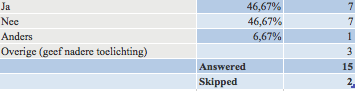 Ja 46,67% 7
Nee 46,67% 7
Anders 6,67% 1
Overige (geef nadere toelichting) 3
Answered 15
Skipped 2